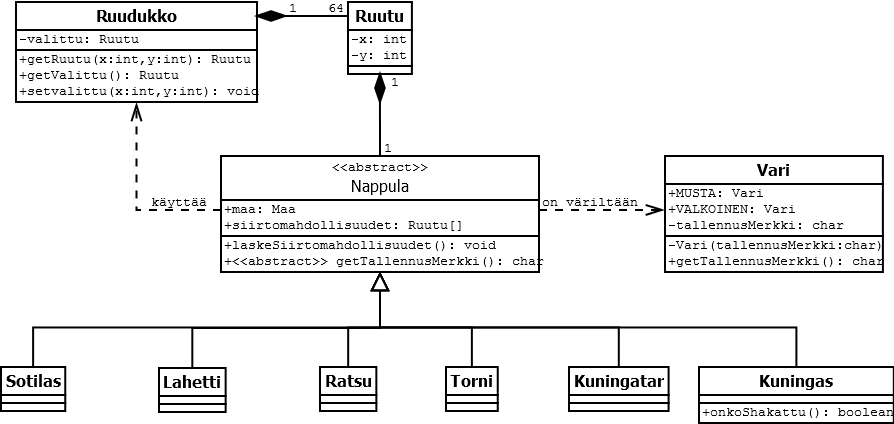 Ruudukko
-valittu: Ruutu
+getRuutu(x:int,y:int): Ruutu
+getValittu(): Ruutu
+setvalittu(x:int,y:int): void
1
64
Ruutu
-x: int
-y: int
1
1
käyttää
<<abstract>>
Nappula
+maa: Maa
+siirtomahdollisuudet: Ruutu[]
+laskeSiirtomahdollisuudet(): void
+<<abstract>> getTallennusMerkki(): char
on väriltään
Vari
+MUSTA: Vari
+VALKOINEN: Vari
-tallennusMerkki: char
-Vari(tallennusMerkki:char)
+getTallennusMerkki(): char
Sotilas
Lahetti
Ratsu
Torni
Kuningatar
Kuningas
+onkoShakattu(): boolean